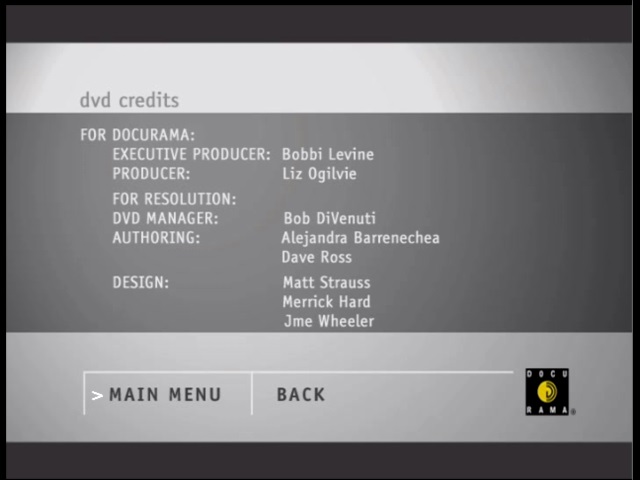 dvd credits
FOR DOCURAMA:
EXECUTIVE PRODUCER: Bobbi Levine
PRODUCER: Liz Ogilvie
FOR RESOLUTION:
DVD MANAGER: Bob DiVenuti
AUTHORING: Alejandra Barrenechea
Dave Ross
DESIGN: Matt Strauss
Merrick Hard
Jme Wheeler
> MAIN MENU BACK
DOCU
RAMA®